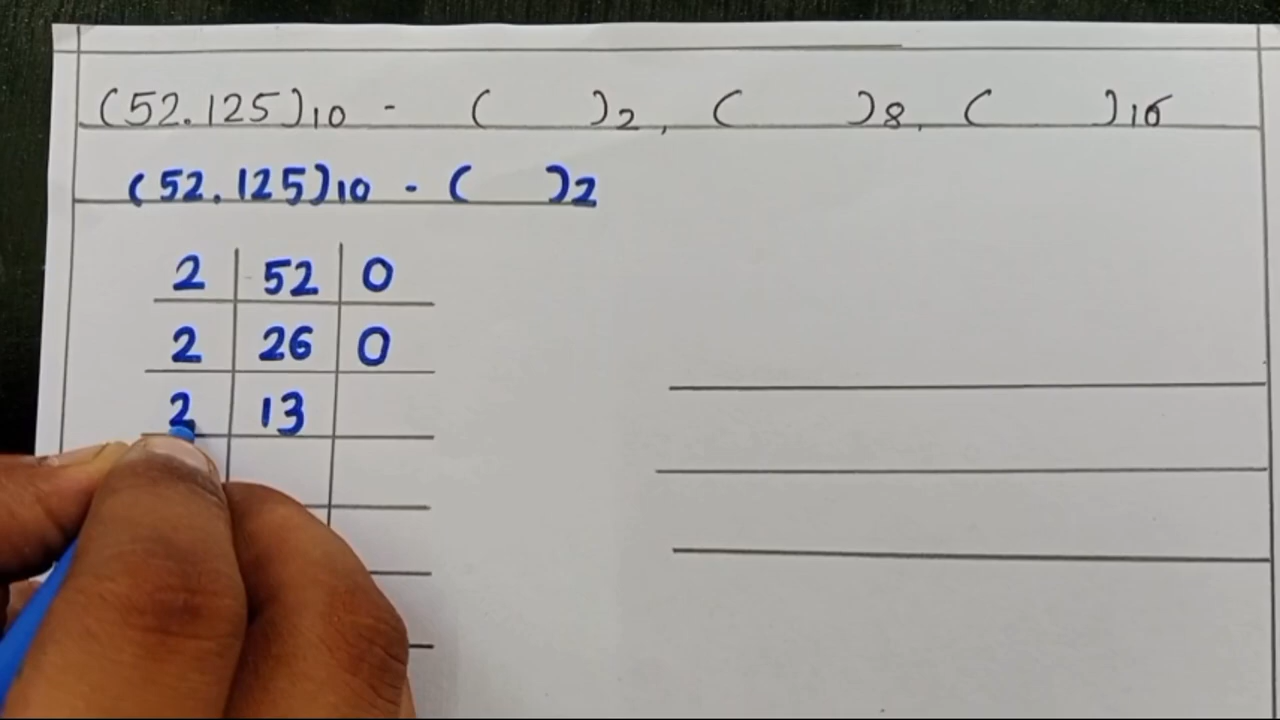 (52.125)10 - (    )2, (    )8, (    )16
(52.125)10 - (    )2
2 52 0
2 26 0
2 13